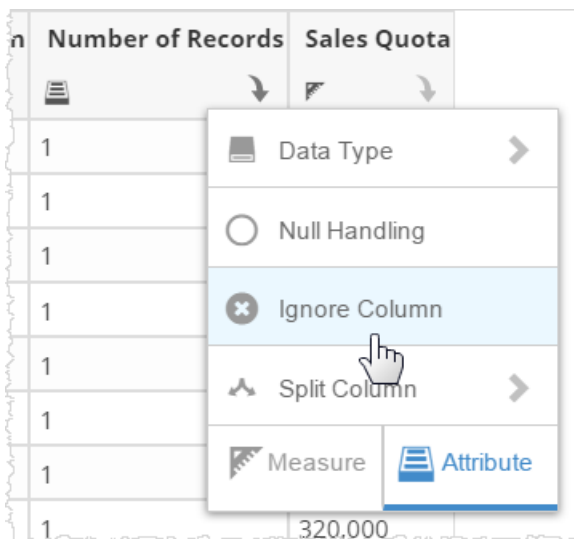 n Number of Records Sales Quota
1 Data Type
1 Null Handling
1
1 Ignore Column
1 Split Column
1
1 Measure Attribute
1 320,000